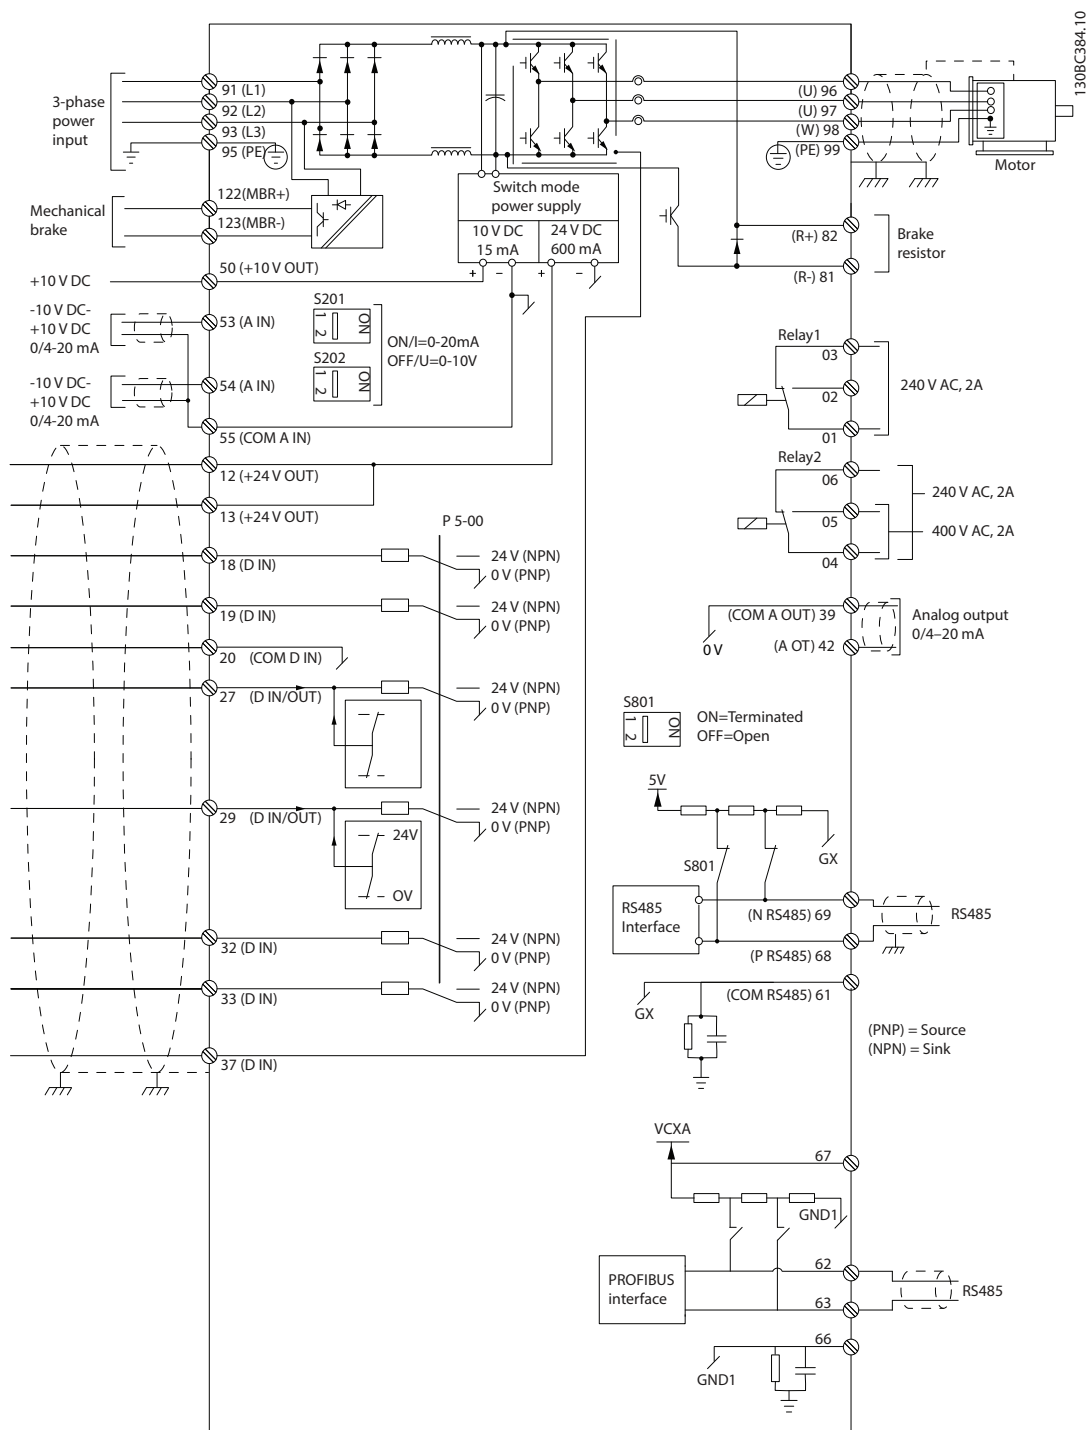 130BC384.10
3-phase
power
input
91 (L1)
92 (L2)
93 (L3)
95 (PE)
(U) 96
(U) 97
(W) 98
(PE) 99
Motor
Switch mode
power supply
10 V DC
15 mA
24 V DC
600 mA
+
-
+
-
Mechanical
brake
122(MBR+)
123(MBR-)
(R+) 82
(R-) 81
Brake
resistor
+10 V DC
50 (+10 V OUT)
-10 V DC-
+10 V DC
0/4-20 mA
53 (A IN)
S201
1
2
ON
S202
1
2
ON
ON/I=0-20mA
OFF/U=0-10V
-10 V DC-
+10 V DC
0/4-20 mA
54 (A IN)
55 (COM A IN)
Relay1
03
02
01
240 V AC, 2A
Relay2
06
05
04
240 V AC, 2A
400 V AC, 2A
12 (+24 V OUT)
13 (+24 V OUT)
P 5-00
18 (D IN)
24 V (NPN)
0 V (PNP)
19 (D IN)
24 V (NPN)
0 V (PNP)
20 (COM D IN)
27 (D IN/OUT)
24 V (NPN)
0 V (PNP)
29 (D IN/OUT)
24 V (NPN)
0 V (PNP)
24V
OV
32 (D IN)
24 V (NPN)
0 V (PNP)
33 (D IN)
24 V (NPN)
0 V (PNP)
37 (D IN)
(COM A OUT) 39
0 V
(A OT) 42
Analog output
0/4–20 mA
S801
1
2
ON
ON=Terminated
OFF=Open
5V
GX
S801
RS485
Interface
(N RS485) 69
(P RS485) 68
RS485
(COM RS485) 61
GX
(PNP) = Source
(NPN) = Sink
VCXA
67
GND1
PROFIBUS
interface
62
63
RS485
66
GND1